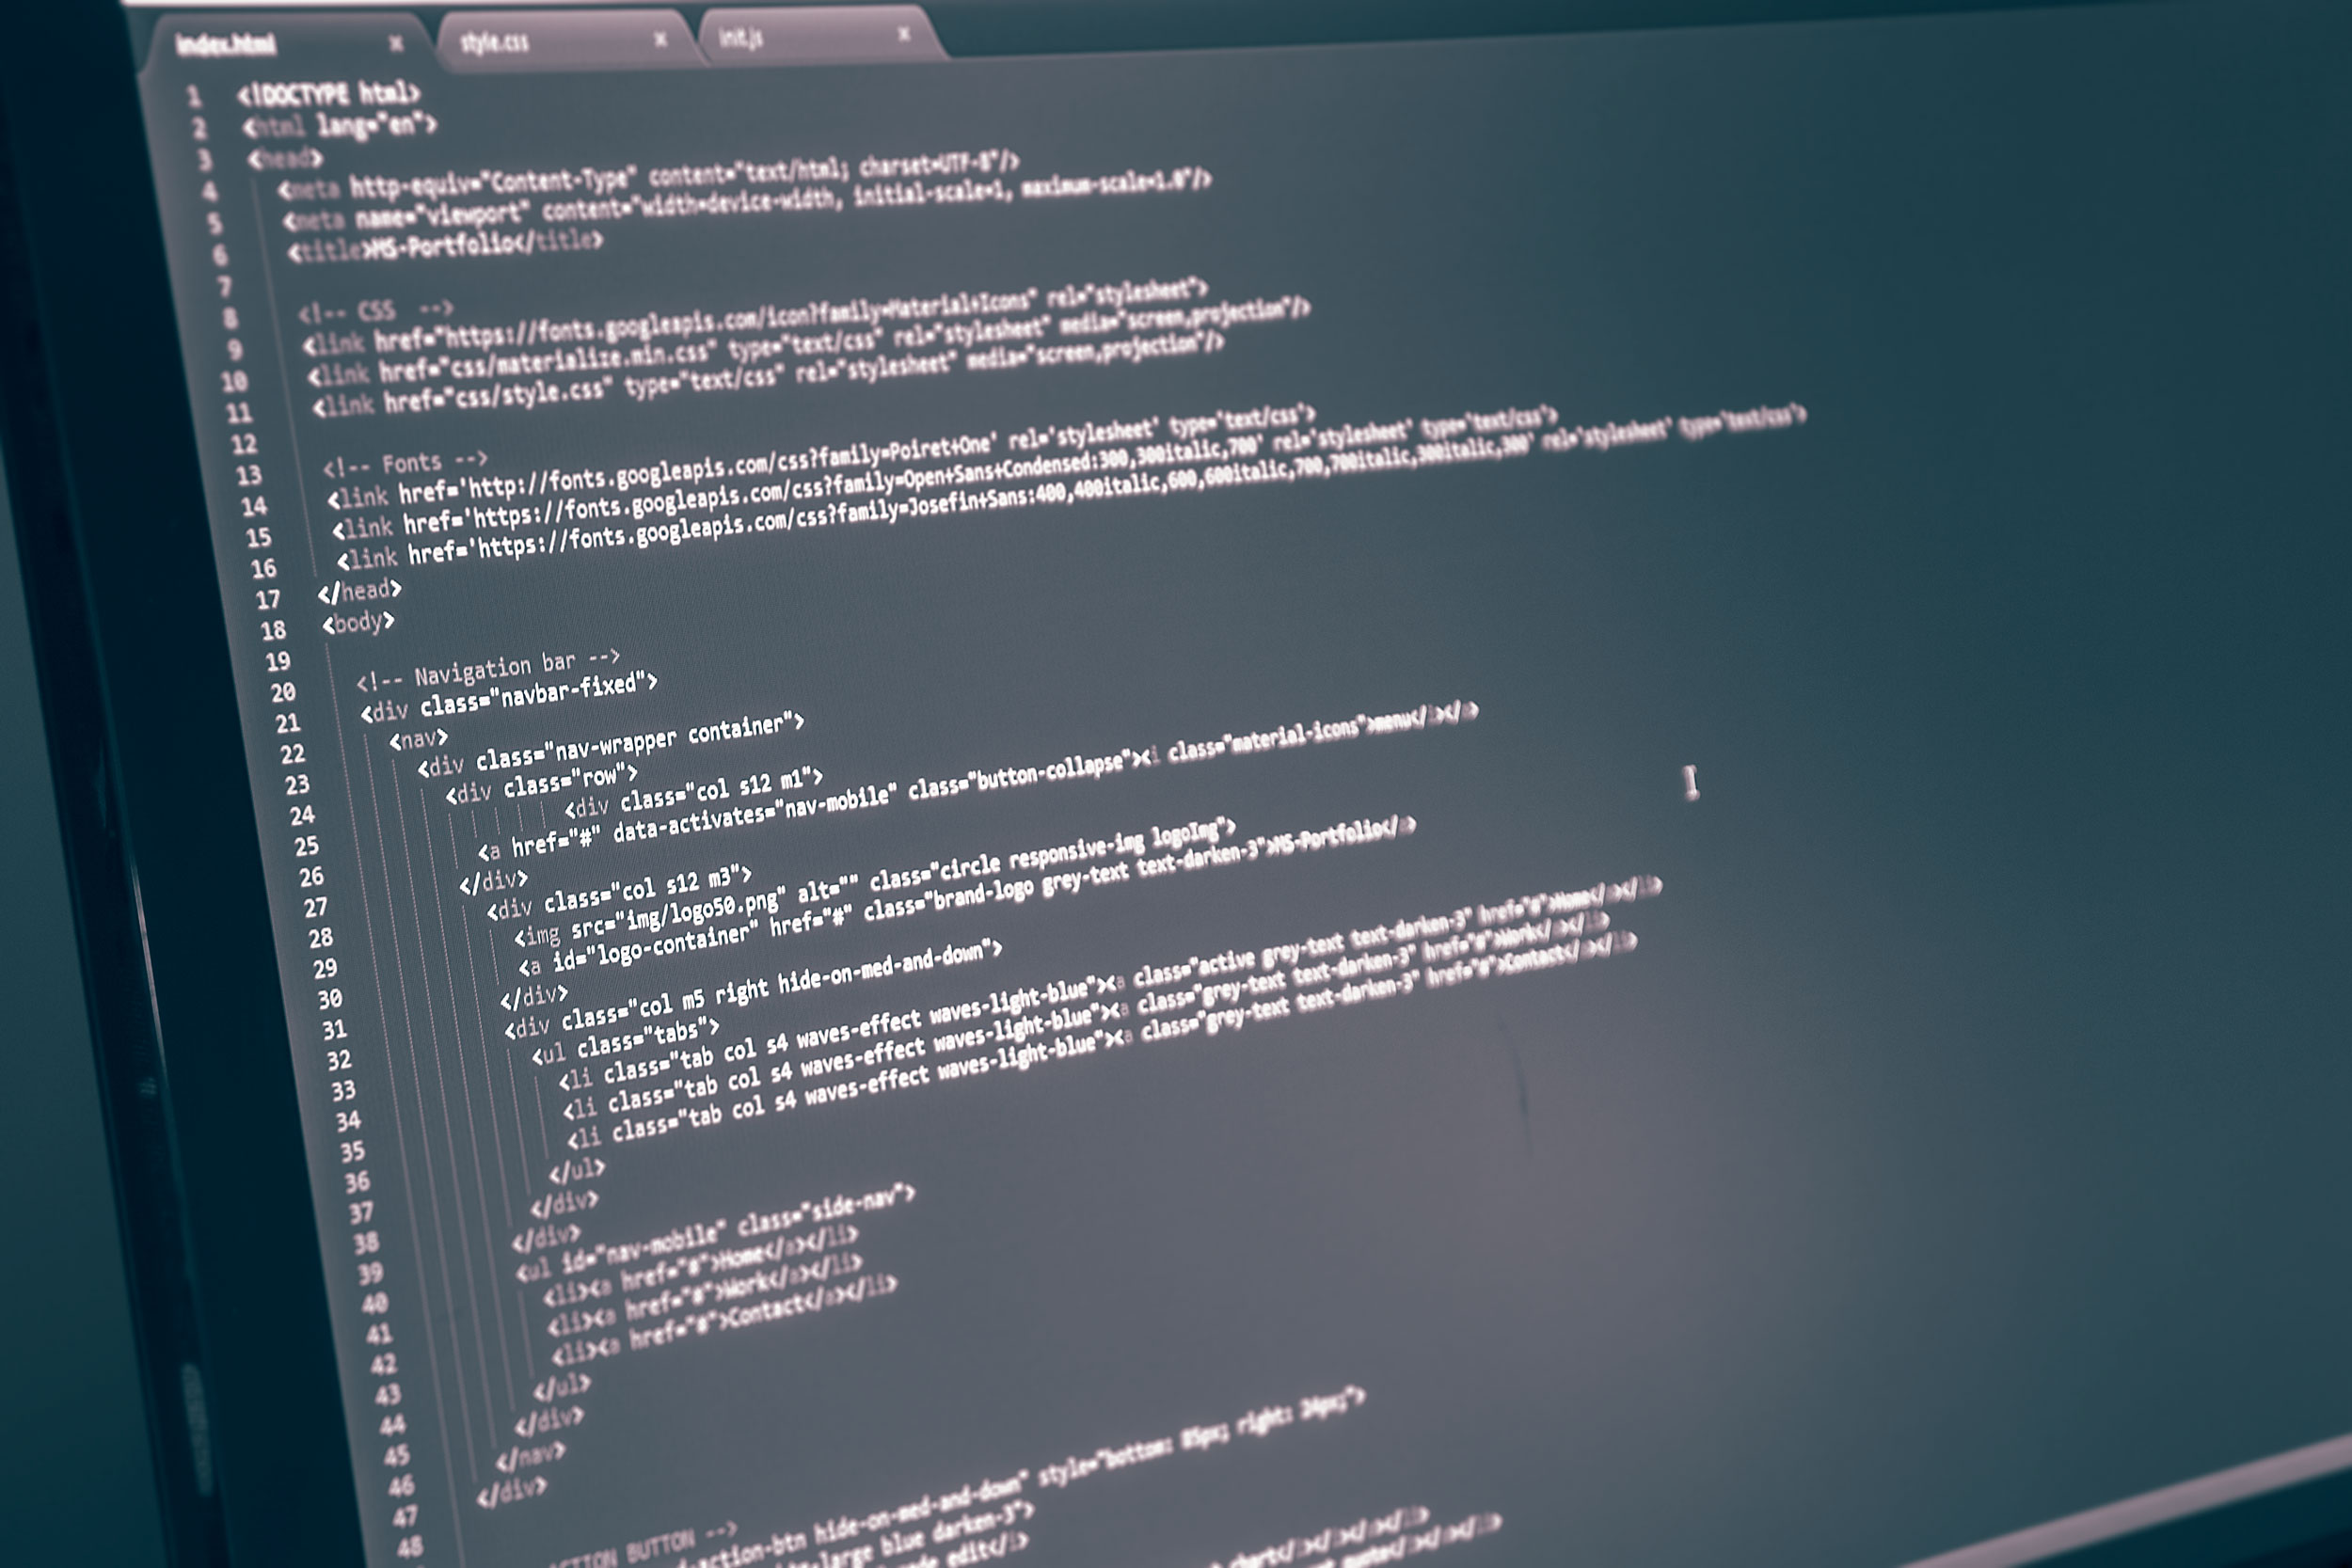 index.html × style.css × init.js ×
1 <!DOCTYPE html>
2 <html lang="en">
3 <head>
4 <meta http-equiv="Content-Type" content="text/html; charset=UTF-8"/>
5 <meta name="viewport" content="width=device-width, initial-scale=1, maximum-scale=1.0"/>
6 <title>MS-Portfolio</title>
7
8 <!-- CSS -->
9 <link href="https://fonts.googleapis.com/icon?family=Material+Icons" rel="stylesheet">
10 <link href="css/materialize.min.css" type="text/css" rel="stylesheet" media="screen,projection"/>
11 <link href="css/style.css" type="text/css" rel="stylesheet" media="screen,projection"/>
12
13 <!-- Fonts -->
14 <link href='http://fonts.googleapis.com/css?family=Poiret+One' rel='stylesheet' type='text/css'>
15 <link href='https://fonts.googleapis.com/css?family=Open+Sans+Condensed:300,300italic,700' rel='stylesheet' type='text/css'>
16 <link href='https://fonts.googleapis.com/css?family=Josefin+Sans:400,400italic,600,600italic,700,700italic,300italic,300' rel='stylesheet' type='text/css'>
17 </head>
18 <body>
19
20 <!-- Navigation bar -->
21 <div class="navbar-fixed">
22 <nav>
23 <div class="nav-wrapper container">
24 <div class="row">
25 <div class="col s12 m1">
26 <a href="#" data-activates="nav-mobile" class="button-collapse"><i class="material-icons">menu</i></a>
27 </div>
28 <div class="col s12 m3">
29 <img src="img/logo50.png" alt="" class="circle responsive-img logoImg">
30 <a id="logo-container" href="#" class="brand-logo grey-text text-darken-3">MS-Portfolio</a>
31 </div>
32 <div class="col m5 right hide-on-med-and-down">
33 <ul class="tabs">
34 <li class="tab col s4 waves-effect waves-light-blue"><a class="active grey-text text-darken-3" href="#">Home</a></li>
35 <li class="tab col s4 waves-effect waves-light-blue"><a class="grey-text text-darken-3" href="#">Work</a></li>
36 <li class="tab col s4 waves-effect waves-light-blue"><a class="grey-text text-darken-3" href="#">Contact</a></li>
37 </ul>
38 </div>
39 </div>
40 <ul id="nav-mobile" class="side-nav">
41 <li><a href="#">Home</a></li>
42 <li><a href="#">Work</a></li>
43 <li><a href="#">Contact</a></li>
44 </ul>
45 </div>
46 </nav>
47 </div>
48
BUTTON -->
hide-on-med-and-down" style="bottom: 85px; right: 24px;">
blue darken-3">
edit</i>